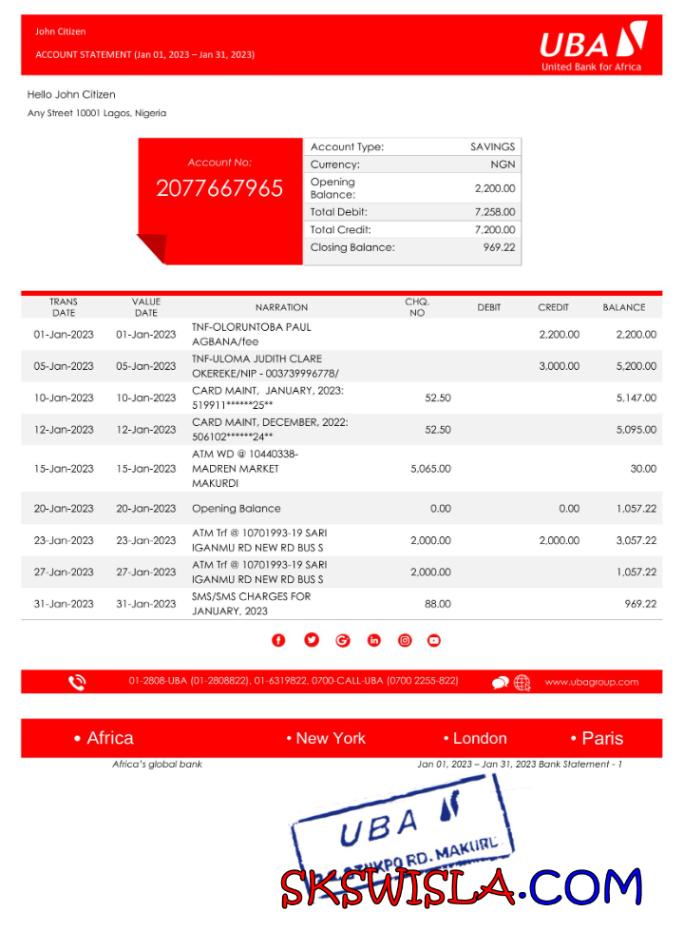 John Citizen
ACCOUNT STATEMENT (Jan 01, 2023 – Jan 31, 2023)
UBA
United Bank for Africa
Hello John Citizen
Any Street 10001 Lagos, Nigeria
Account No:
2077667965
Account Type: SAVINGS
Currency: NGN
Opening
Balance: 2,200.00
Total Debit: 7,258.00
Total Credit: 7,200.00
Closing Balance: 969.22
TRANS DATE VALUE DATE NARRATION CHQ. NO DEBIT CREDIT BALANCE
01-Jan-2023 01-Jan-2023 TNF-OLORUNTOBA PAUL 2,200.00 2,200.00
AGBANA/fee
05-Jan-2023 05-Jan-2023 TNF-ULOMA JUDITH CLARE 3,000.00 5,200.00
OKEREKE/NIP - 003739996778/
10-Jan-2023 10-Jan-2023 CARD MAINT, JANUARY, 2023: 52.50 5,147.00
519911******25**
12-Jan-2023 12-Jan-2023 CARD MAINT, DECEMBER, 2022: 52.50 5,095.00
506102******24**
15-Jan-2023 15-Jan-2023 ATM WD @ 10440338- 5,065.00 30.00
MADREN MARKET
MAKURDI
20-Jan-2023 20-Jan-2023 Opening Balance 0.00 0.00 1,057.22
23-Jan-2023 23-Jan-2023 ATM Trf @ 10701993-19 SARI 2,000.00 2,000.00 3,057.22
IGANMU RD NEW RD BUS S
27-Jan-2023 27-Jan-2023 ATM Trf @ 10701993-19 SARI 2,000.00 1,057.22
IGANMU RD NEW RD BUS S
31-Jan-2023 31-Jan-2023 SMS/SMS CHARGES FOR 88.00 969.22
JANUARY, 2023
01-2808-UBA (01-2808822), 01-6319822, 0700-CALL-UBA (0700 2255-822) www.ubagroup.com
• Africa • New York • London • Paris
Africa's global bank Jan 01, 2023 – Jan 31, 2023 Bank Statement - 1
UBA
RD. MAKURD
SKSWISLA.COM